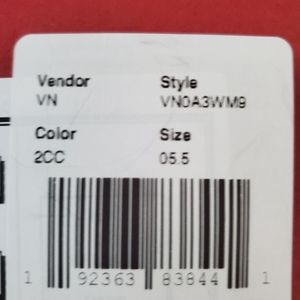 Vendor Style
VN VN0A3WM9
Color Size
2CC 05.5
1 92363 83844 1